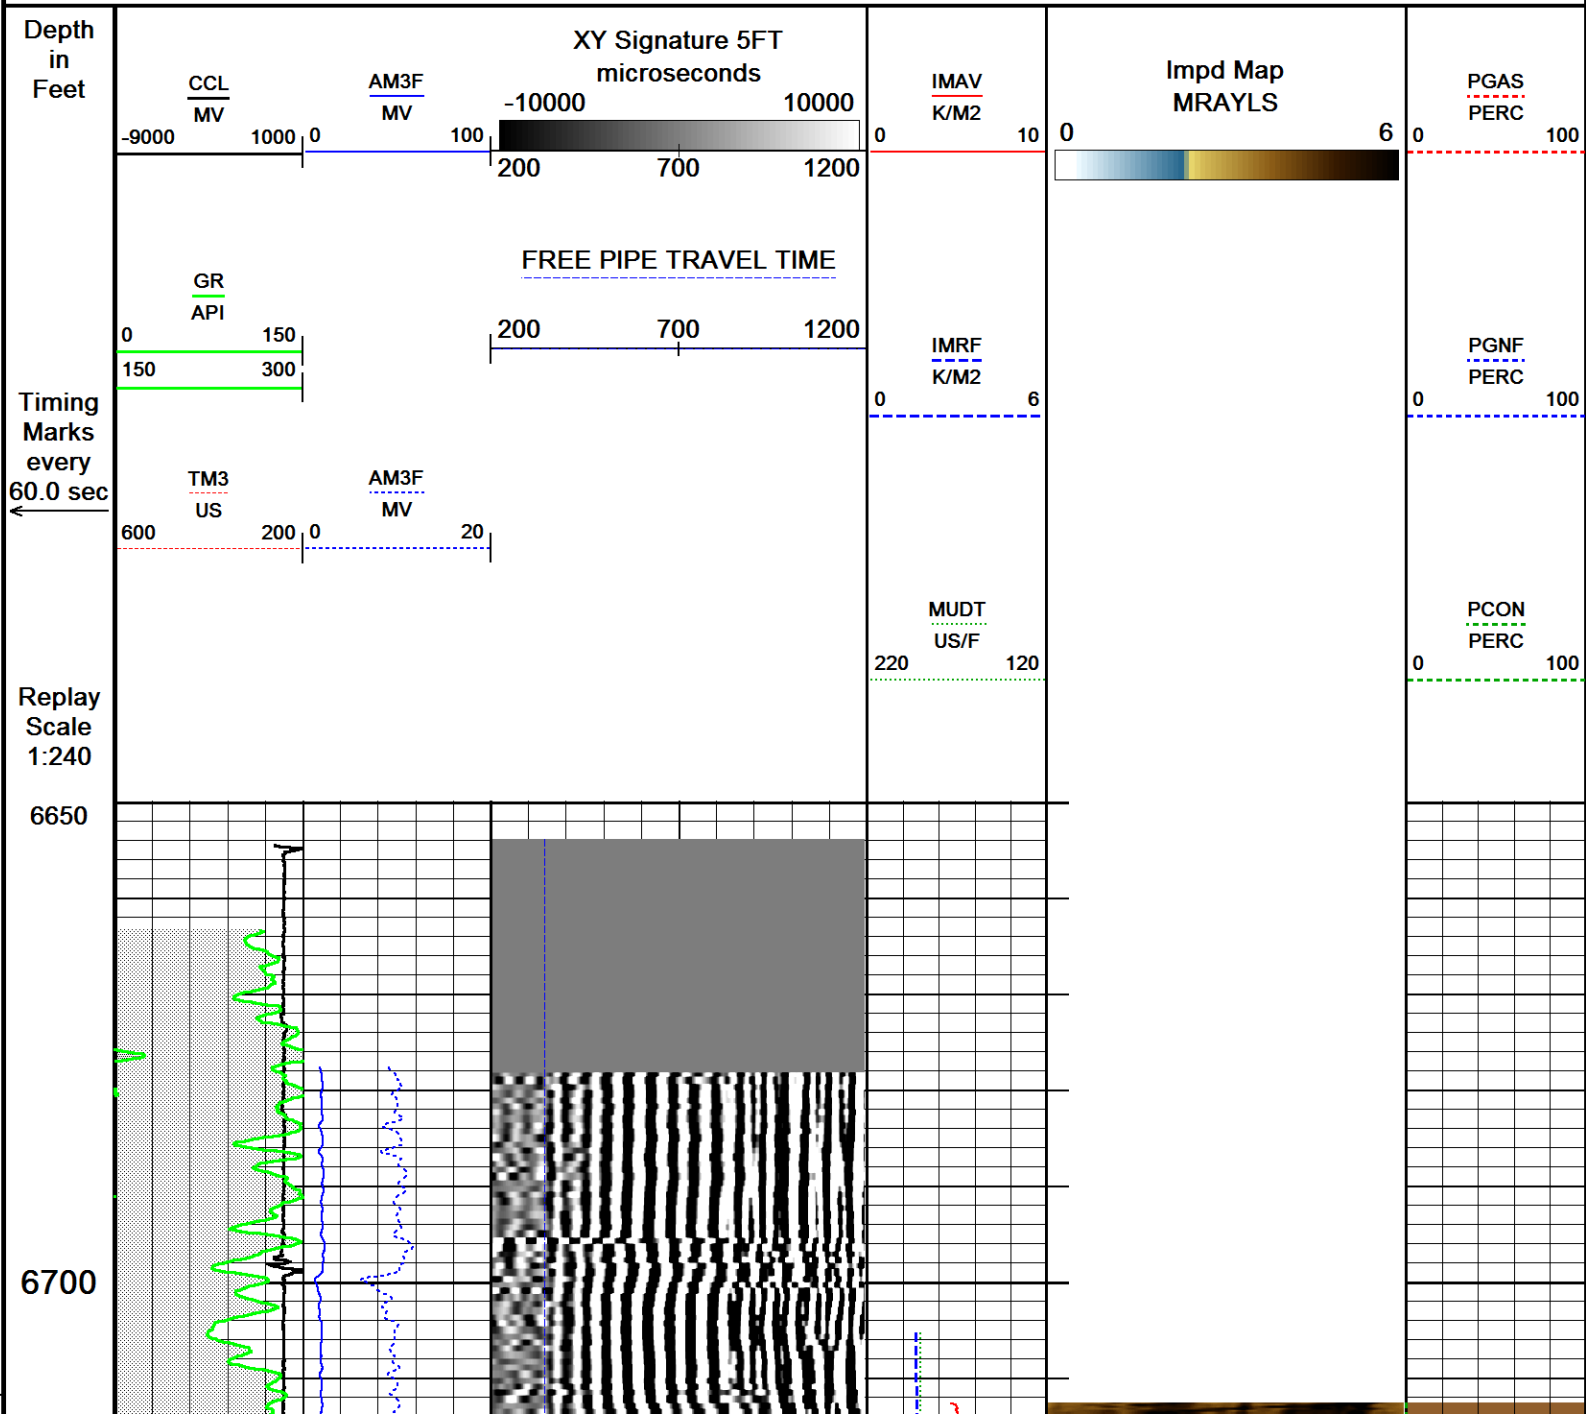 Depth
in
Feet
Timing
Marks
every
60.0 sec
Replay
Scale
1:240
CCL
MV
-9000 1000
GR
API
0 150
150 300
TM3
US
600 200
AM3F
MV
0 100
AM3F
MV
0 20
XY Signature 5FT
microseconds
-10000 10000
200 700 1200
FREE PIPE TRAVEL TIME
200 700 1200
IMAV
K/M2
0 10
IMRF
K/M2
0 6
MUDT
US/F
220 120
Impd Map
MRAYLS
0 6
PGAS
PERC
0 100
PGNF
PERC
0 100
PCON
PERC
0 100
6650
6700